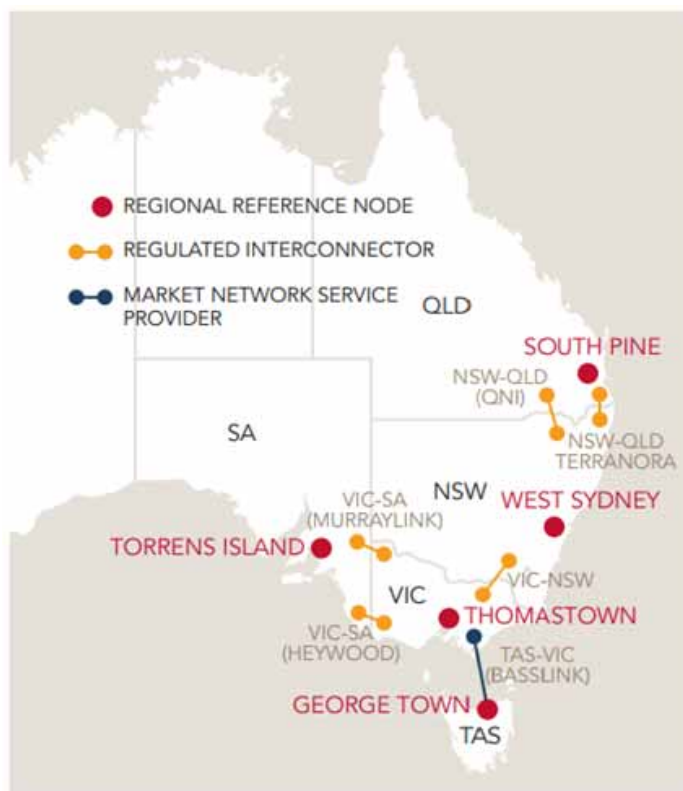 REGIONAL REFERENCE NODE
REGULATED INTERCONNECTOR
MARKET NETWORK SERVICE
PROVIDER
QLD
SOUTH PINE
NSW-QLD
(QNI)
NSW-QLD
TERRANORA
SA
NSW
WEST SYDNEY
VIC-SA
(MURRAYLINK)
TORRENS ISLAND
VIC-NSW
VIC
THOMASTOWN
VIC-SA
(HEYWOOD)
TAS-VIC
(BASSLINK)
GEORGE TOWN
TAS